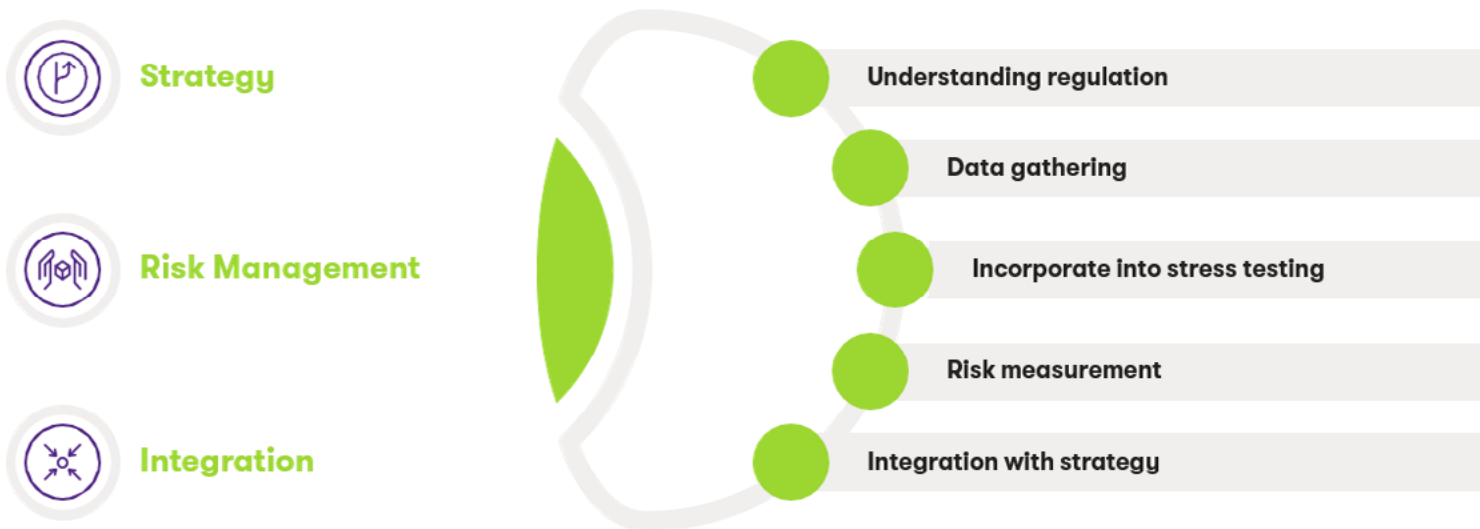 Strategy
Risk Management
Integration
Understanding regulation
Data gathering
Incorporate into stress testing
Risk measurement
Integration with strategy